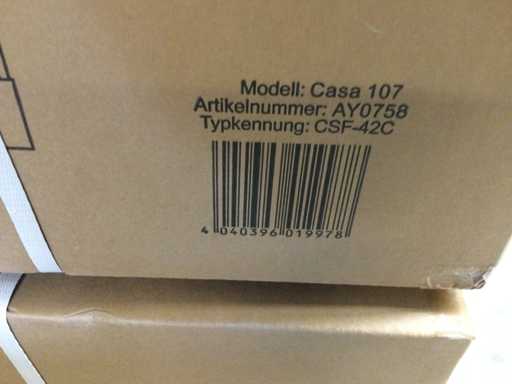 Modell: Casa 107
Artikelnummer: AY0758
Typkennung: CSF-42C
4 040396 019978